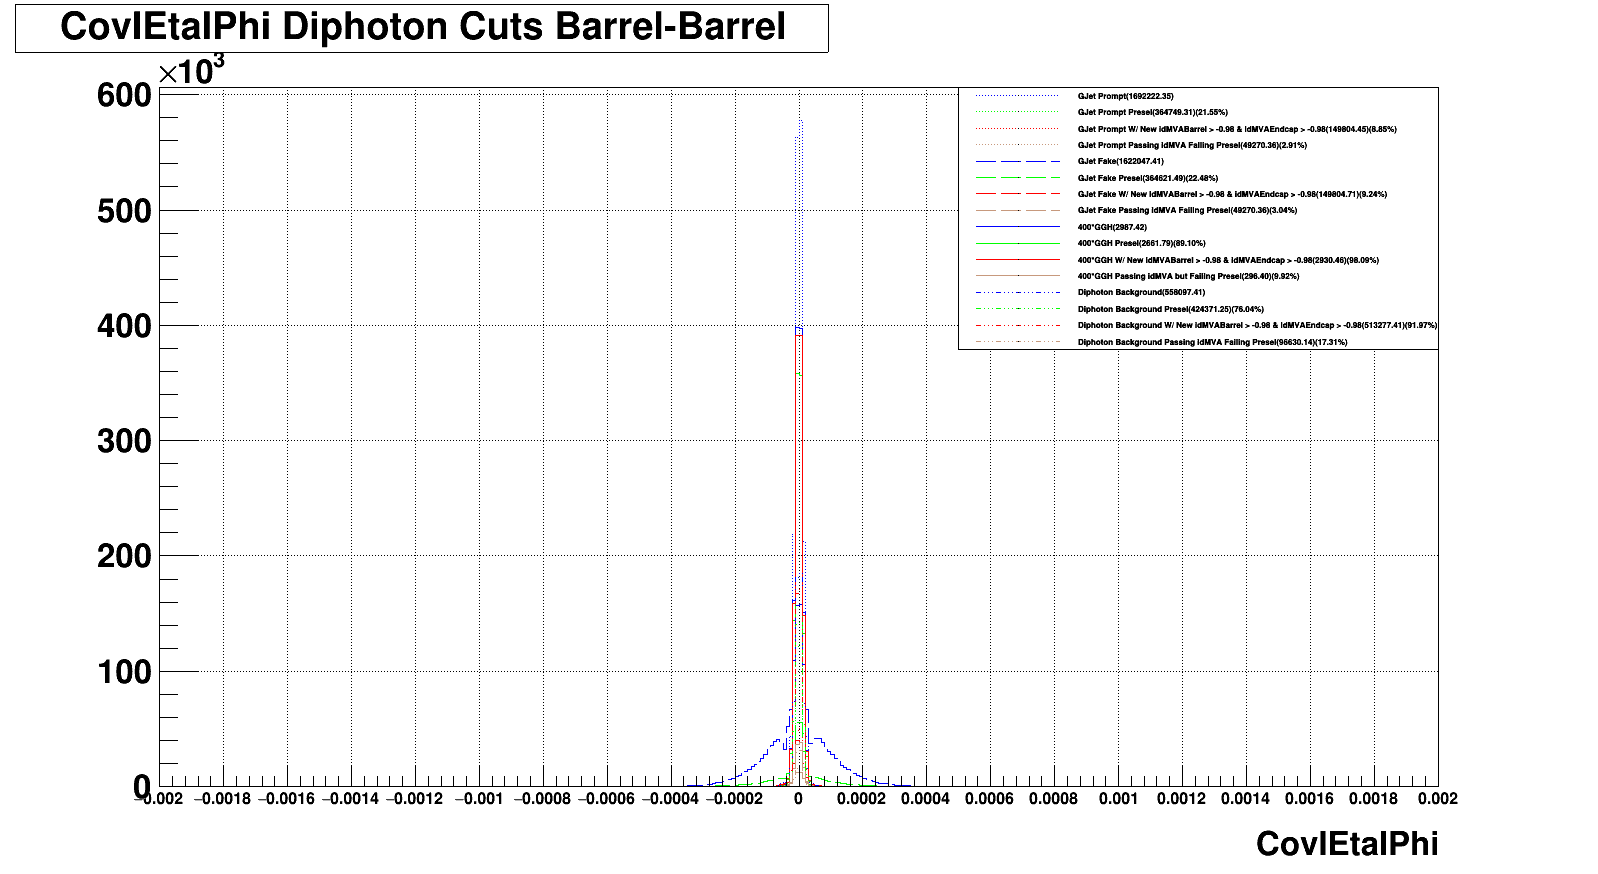 CovIEtaIPhi Diphoton Cuts Barrel-Barrel
×10³
600
500
400
300
200
100
0
GJet Prompt(1692222.35)
GJet Prompt Presel(364749.31)(21.55%)
GJet Prompt W/ New idMVABarrel > -0.98 & idMVAEndcap > -0.98(149804.45)(8.85%)
GJet Prompt Passing idMVA Failing Presel(49270.36)(2.91%)
GJet Fake(1622047.41)
GJet Fake Presel(364621.49)(22.48%)
GJet Fake W/ New idMVABarrel > -0.98 & idMVAEndcap > -0.98(149804.71)(9.24%)
GJet Fake Passing idMVA Failing Presel(49270.36)(3.04%)
400*GGH(2987.42)
400*GGH Presel(2661.79)(89.10%)
400*GGH W/ New idMVABarrel > -0.98 & idMVAEndcap > -0.98(2930.46)(98.09%)
400*GGH Passing idMVA but Failing Presel(296.40)(9.92%)
Diphoton Background(558097.41)
Diphoton Background Presel(424371.25)(76.04%)
Diphoton Background W/ New idMVABarrel > -0.98 & idMVAEndcap > -0.98(513277.41)(91.97%)
Diphoton Background Passing idMVA Failing Presel(96630.14)(17.31%)
−0.002 −0.0018 −0.0016 −0.0014 −0.0012 −0.001 −0.0008 −0.0006 −0.0004 −0.0002 0 0.0002 0.0004 0.0006 0.0008 0.001 0.0012 0.0014 0.0016 0.0018 0.002
CovIEtaIPhi